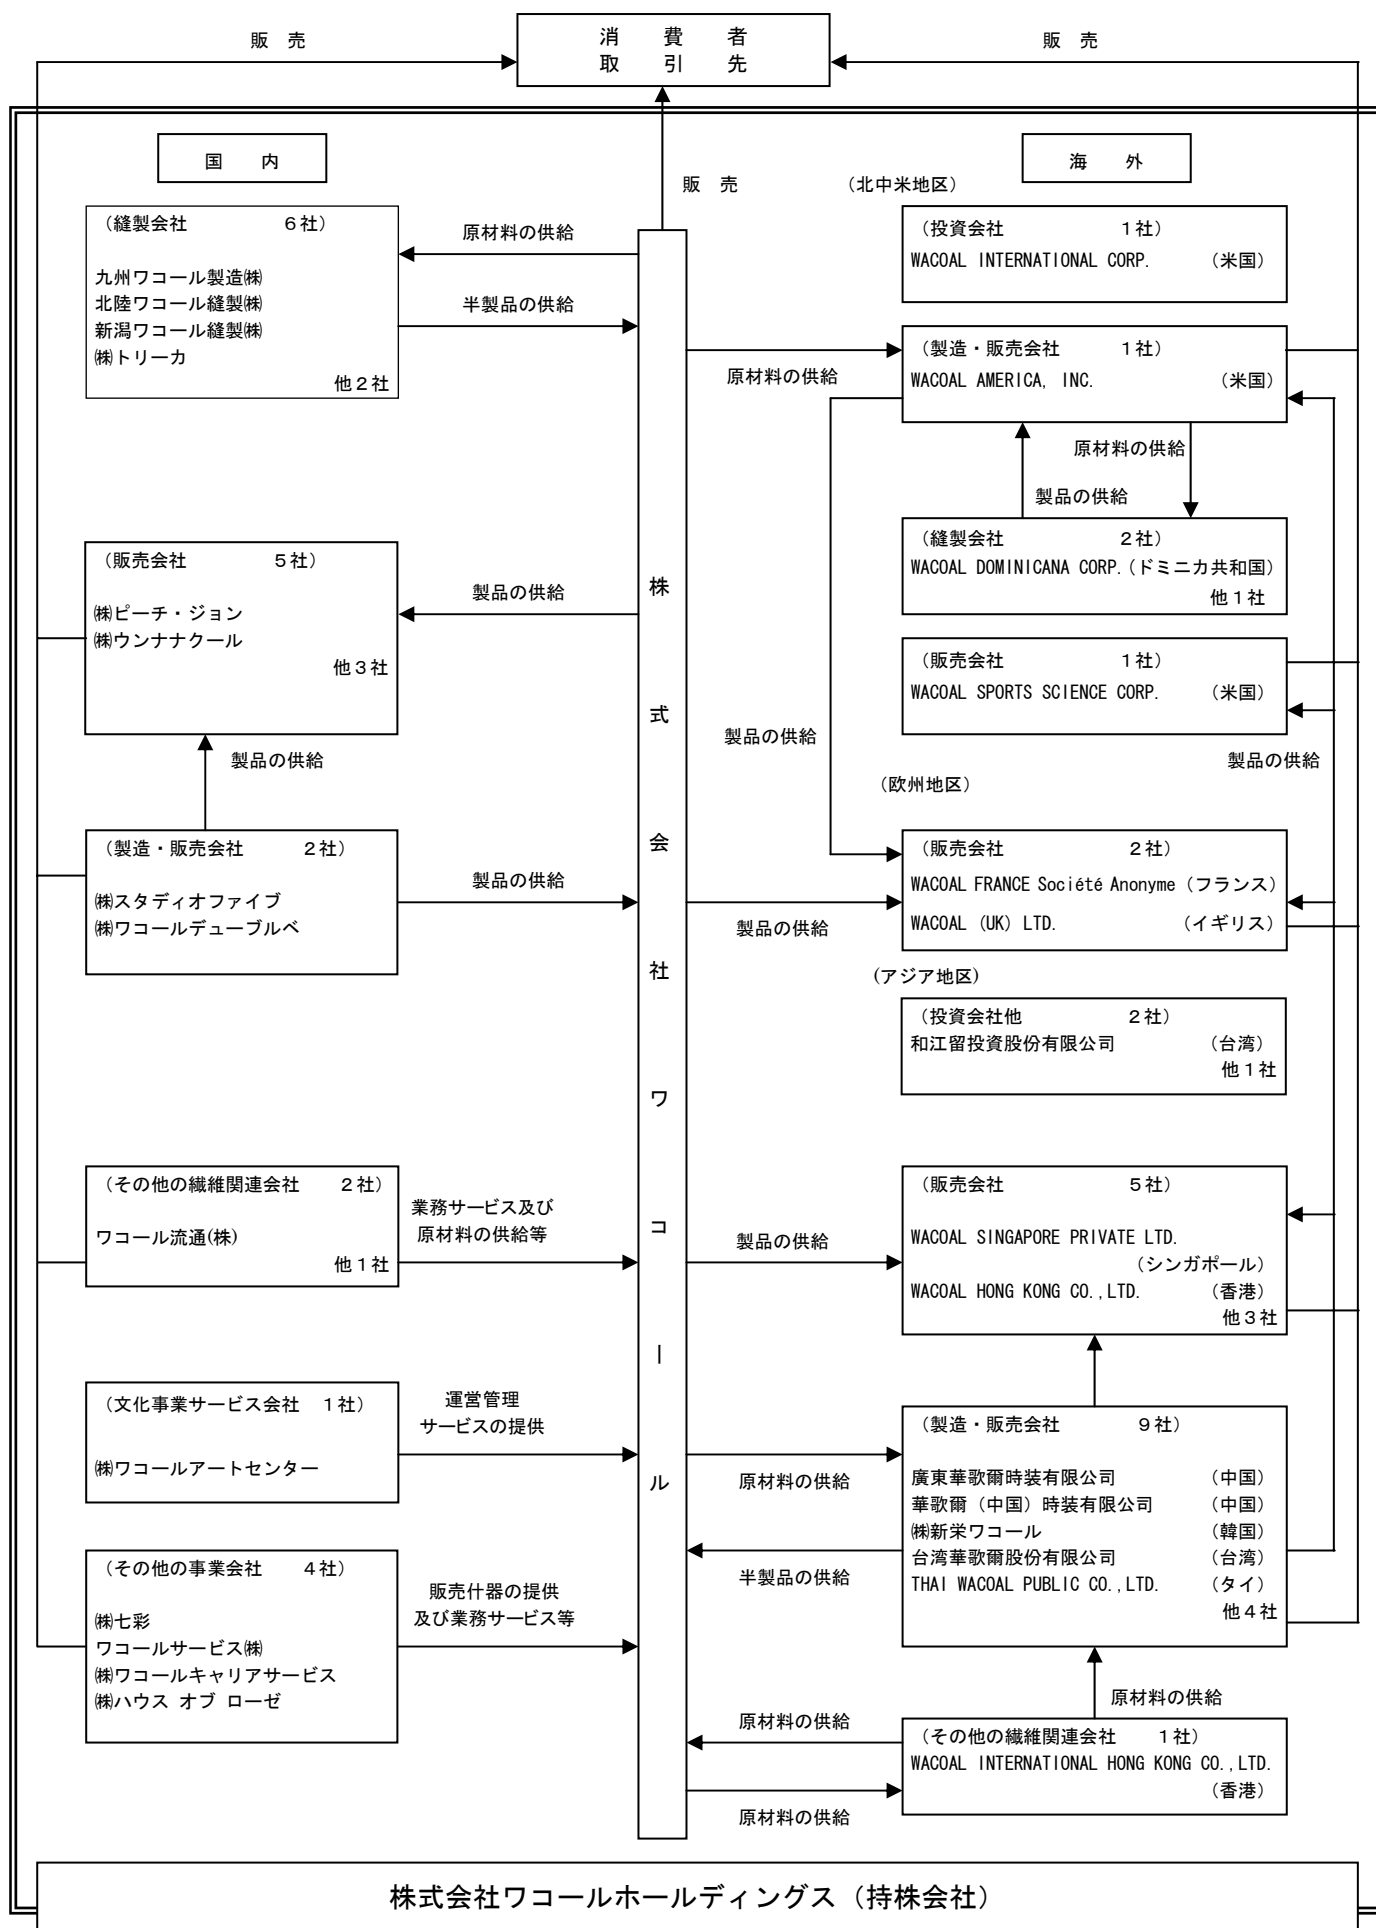 消　費　者
取　引　先
販　売
販　売
販　売
国　内
（縫製会社　６社）
九州ワコール製造㈱
北陸ワコール縫製㈱
新潟ワコール縫製㈱
㈱トリーカ
他２社
原材料の供給
半製品の供給
（販売会社　５社）
㈱ピーチ・ジョン
㈱ウンナナクール
他３社
製品の供給
製品の供給
（製造・販売会社　２社）
㈱スタディオファイブ
㈱ワコールデューブルベ
製品の供給
（その他の繊維関連会社　２社）
ワコール流通(株)
他１社
業務サービス及び
原材料の供給等
（文化事業サービス会社　１社）
㈱ワコールアートセンター
運営管理
サービスの提供
（その他の事業会社　４社）
㈱七彩
ワコールサービス㈱
㈱ワコールキャリアサービス
㈱ハウス オブ ローゼ
販売什器の提供
及び業務サービス等
株式会社ワコール
海　外
（北中米地区）
（投資会社　１社）
WACOAL INTERNATIONAL CORP.　（米国）
原材料の供給
（製造・販売会社　１社）
WACOAL AMERICA, INC.　（米国）
原材料の供給
製品の供給
（縫製会社　２社）
WACOAL DOMINICANA CORP.（ドミニカ共和国）
他１社
（販売会社　１社）
WACOAL SPORTS SCIENCE CORP.　（米国）
製品の供給
製品の供給
（欧州地区）
（販売会社　２社）
WACOAL FRANCE Société Anonyme（フランス）
WACOAL (UK) LTD.　（イギリス）
製品の供給
（アジア地区）
（投資会社他　２社）
和江留投資股份有限公司　（台湾）
他１社
（販売会社　５社）
WACOAL SINGAPORE PRIVATE LTD.
（シンガポール）
WACOAL HONG KONG CO.,LTD.　（香港）
他３社
製品の供給
（製造・販売会社　９社）
廣東華歌爾時装有限公司　（中国）
華歌爾（中国）時装有限公司　（中国）
㈱新栄ワコール　（韓国）
台湾華歌爾股份有限公司　（台湾）
THAI WACOAL PUBLIC CO.,LTD.　（タイ）
他４社
原材料の供給
半製品の供給
原材料の供給
原材料の供給
（その他の繊維関連会社　１社）
WACOAL INTERNATIONAL HONG KONG CO.,LTD.
（香港）
原材料の供給
株式会社ワコールホールディングス（持株会社）